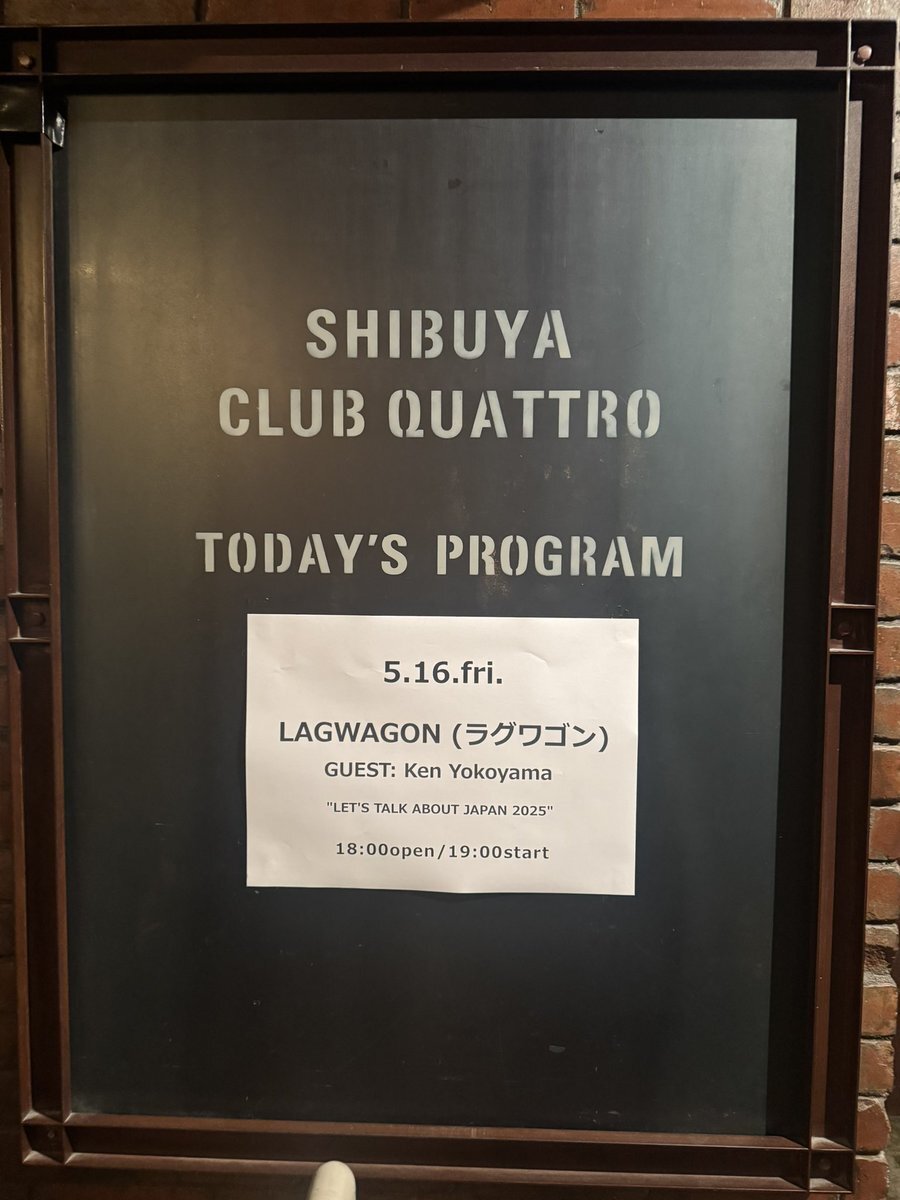 SHIBUYA
CLUB QUATTRO
TODAY'S PROGRAM
5.16.fri.
LAGWAGON (ラグワゴン)
GUEST: Ken Yokoyama
"LET'S TALK ABOUT JAPAN 2025"
18:00open/19:00start